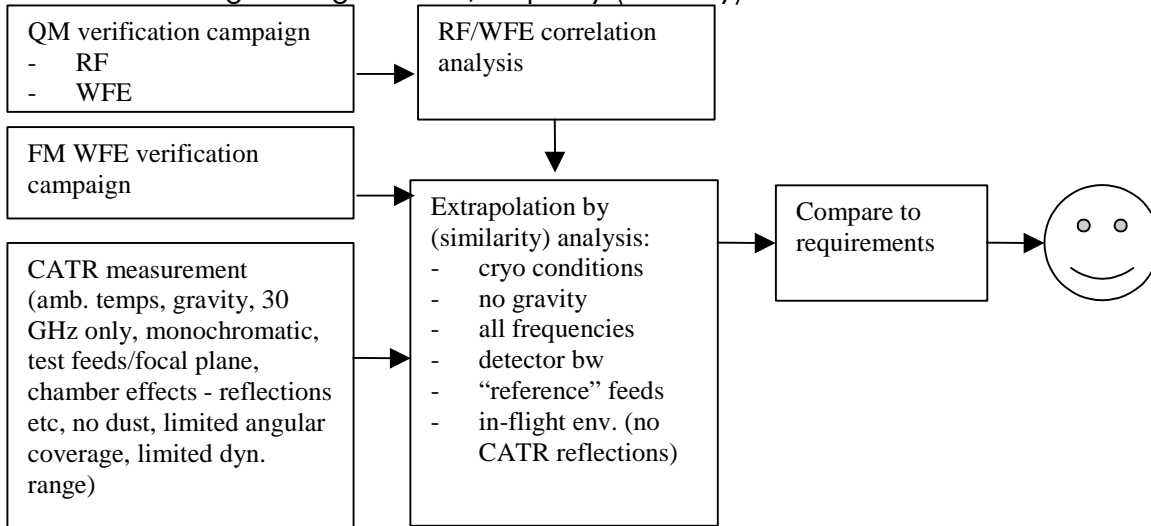 QM verification campaign
- RF
- WFE
RF/WFE correlation
analysis
FM WFE verification
campaign
CATR measurement
(amb. temps, gravity, 30
GHz only, monochromatic,
test feeds/focal plane,
chamber effects - reflections
etc, no dust, limited angular
coverage, limited dyn.
range)
Extrapolation by
(similarity) analysis:
- cryo conditions
- no gravity
- all frequencies
- detector bw
- “reference” feeds
- in-flight env. (no
CATR reflections)
Compare to
requirements